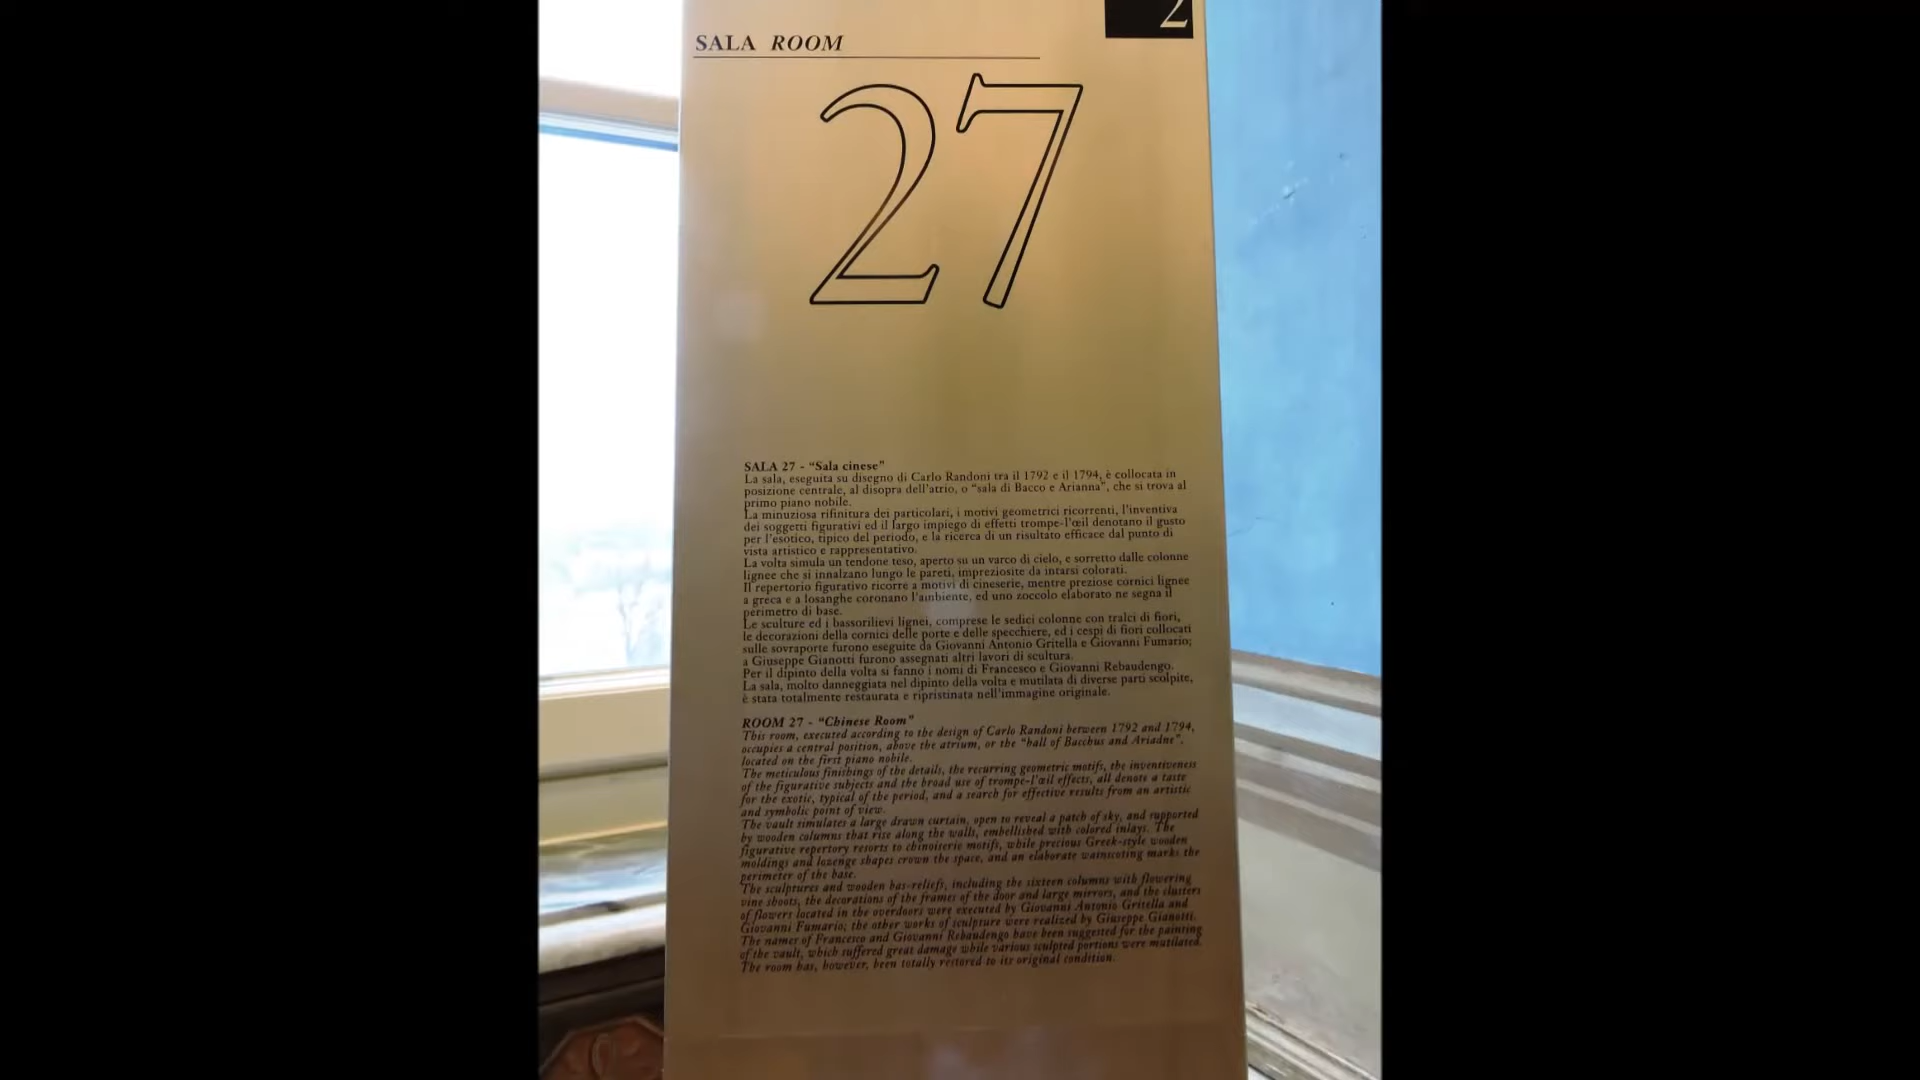 2
SALA ROOM
27
SALA 27 - “Sala cinese”
La sala, eseguita su disegno di Carlo Randoni tra il 1792 e il 1794, è collocata in
posizione centrale, al disopra dell’atrio, o “sala di Bacco e Arianna”, che si trova al
primo piano nobile.
La minuziosa rifinitura dei particolari, i motivi geometrici ricorrenti, l’inventiva
dei soggetti figurativi ed il largo impiego di effetti trompe-l’œil denotano il gusto
per l’esotico, tipico del periodo, e la ricerca di un risultato efficace dal punto di
vista artistico e rappresentativo.
La volta simula un tendone teso, aperto su un varco di cielo, e sorretto dalle colonne
lignee che si innalzano lungo le pareti, impreziosite da intarsi colorati.
Il repertorio figurativo ricorre a motivi di cineserie, mentre preziose cornici lignee
a greca e a losanghe coronano l’ambiente, ed uno zoccolo elaborato ne segna il
perimetro di base.
Le sculture ed i bassorilievi lignei, comprese le sedici colonne con tralci di fiori,
le decorazioni della cornici delle porte e delle specchiere, ed i cespi di fiori collocati
sulle sovraporte furono eseguite da Giovanni Antonio Gritella e Giovanni Fumario;
a Giuseppe Gianotti furono assegnati altri lavori di scultura.
Per il dipinto della volta si fanno i nomi di Francesco e Giovanni Rebaudengo.
La sala, molto danneggiata nel dipinto della volta e mutilata di diverse parti scolpite,
è stata totalmente restaurata e ripristinata nell’immagine originale.
ROOM 27 - “Chinese Room”
This room, executed according to the design of Carlo Randoni between 1792 and 1794,
occupies a central position, above the atrium, or the “hall of Bacchus and Ariadne”,
located on the first piano nobile.
The meticulous finishings of the details, the recurring geometric motifs, the inventiveness
of the figurative subjects and the broad use of trompe-l’œil effects, all denote a taste
for the exotic, typical of the period, and a search for effective results from an artistic
and symbolic point of view.
The vault simulates a large drawn curtain, open to reveal a patch of sky, and supported
by wooden columns that rise along the walls, embellished with colored inlays. The
figurative repertory resorts to chinoiserie motifs, while precious Greek-style wooden
moldings and lozenge shapes crown the space, and an elaborate wainscoting marks the
perimeter of the base.
The sculptures and wooden bas-reliefs, including the sixteen columns with flowering
vine shoots, the decorations of the frames of the door and large mirrors, and the clusters
of flowers located in the overdoors were executed by Giovanni Antonio Gritella and
Giovanni Fumario; the other works of sculpture were realized by Giuseppe Gianotti.
The names of Francesco and Giovanni Rebaudengo have been suggested for the painting
of the vault, which suffered great damage while various sculpted portions were mutilated.
The room has, however, been totally restored to its original condition.